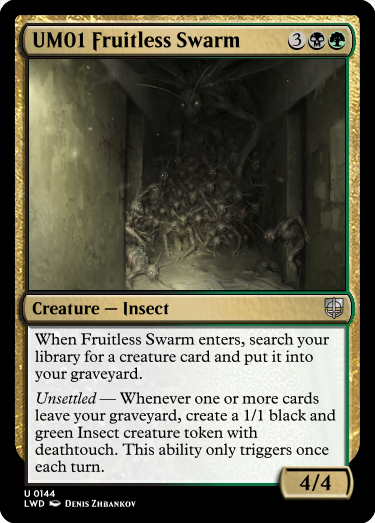 UM01 Fruitless Swarm 3
Creature — Insect
When Fruitless Swarm enters, search your
library for a creature card and put it into
your graveyard.
Unsettled — Whenever one or more cards
leave your graveyard, create a 1/1 black and
green Insect creature token with
deathtouch. This ability only triggers once
each turn.
4/4
U 0144
LWD Denis Zhbankov